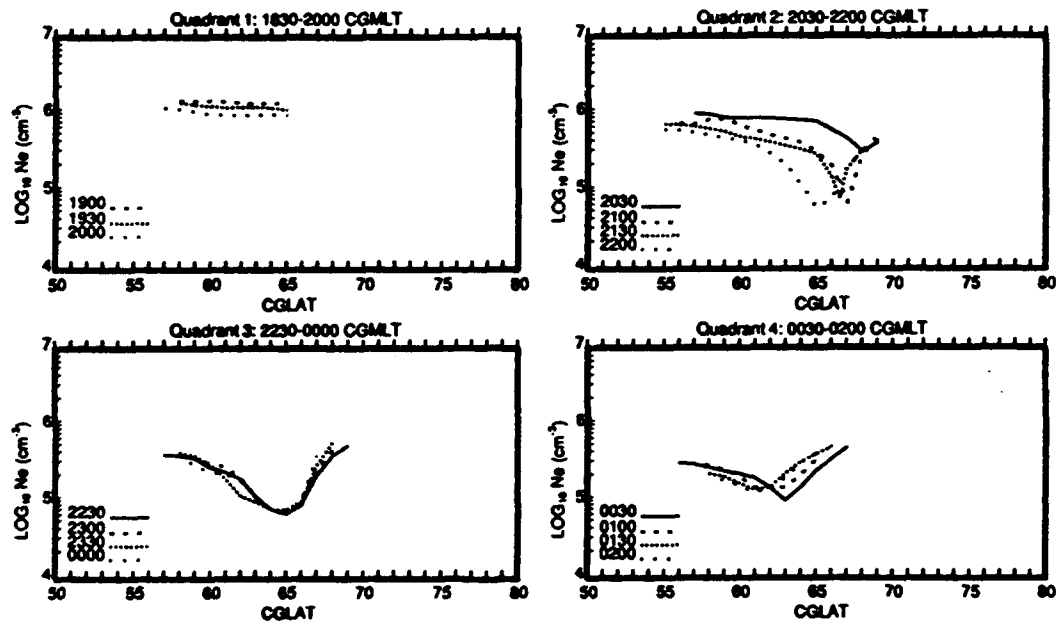 Quadrant 1: 1830-2000 CGMLT
7
6
5
4
LOG₁₀ Ne (cm⁻³)
1900
1930
2000
50 55 60 65 70 75 80
CGLAT
Quadrant 2: 2030-2200 CGMLT
7
6
5
4
LOG₁₀ Ne (cm⁻³)
2030
2100
2130
2200
50 55 60 65 70 75 80
CGLAT
Quadrant 3: 2230-0000 CGMLT
7
6
5
4
LOG₁₀ Ne (cm⁻³)
2230
2300
2330
0000
50 55 60 65 70 75 80
CGLAT
Quadrant 4: 0030-0200 CGMLT
7
6
5
4
LOG₁₀ Ne (cm⁻³)
0030
0100
0130
0200
50 55 60 65 70 75 80
CGLAT